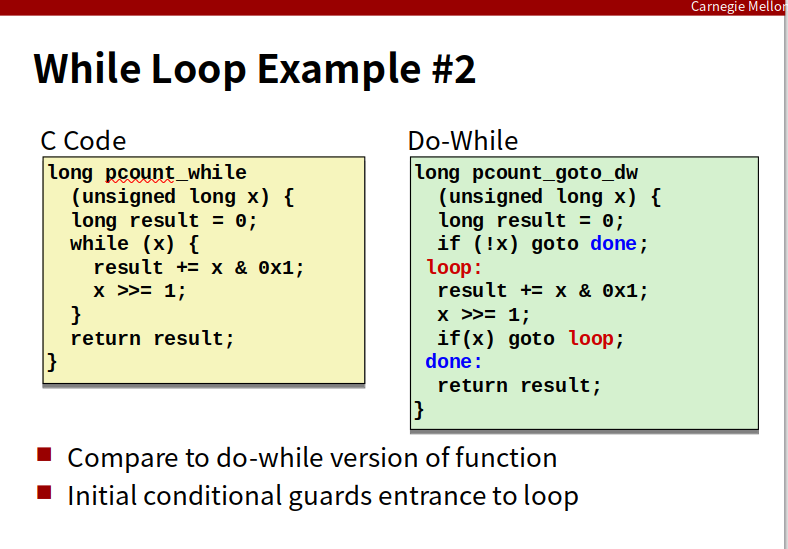 Carnegie Mellon
While Loop Example #2
C Code
long pcount_while
(unsigned long x) {
long result = 0;
while (x) {
result += x & 0x1;
x >>= 1;
}
return result;
}
Do-While
long pcount_goto_dw
(unsigned long x) {
long result = 0;
if (!x) goto done;
loop:
result += x & 0x1;
x >>= 1;
if(x) goto loop;
done:
return result;
}
Compare to do-while version of function
Initial conditional guards entrance to loop